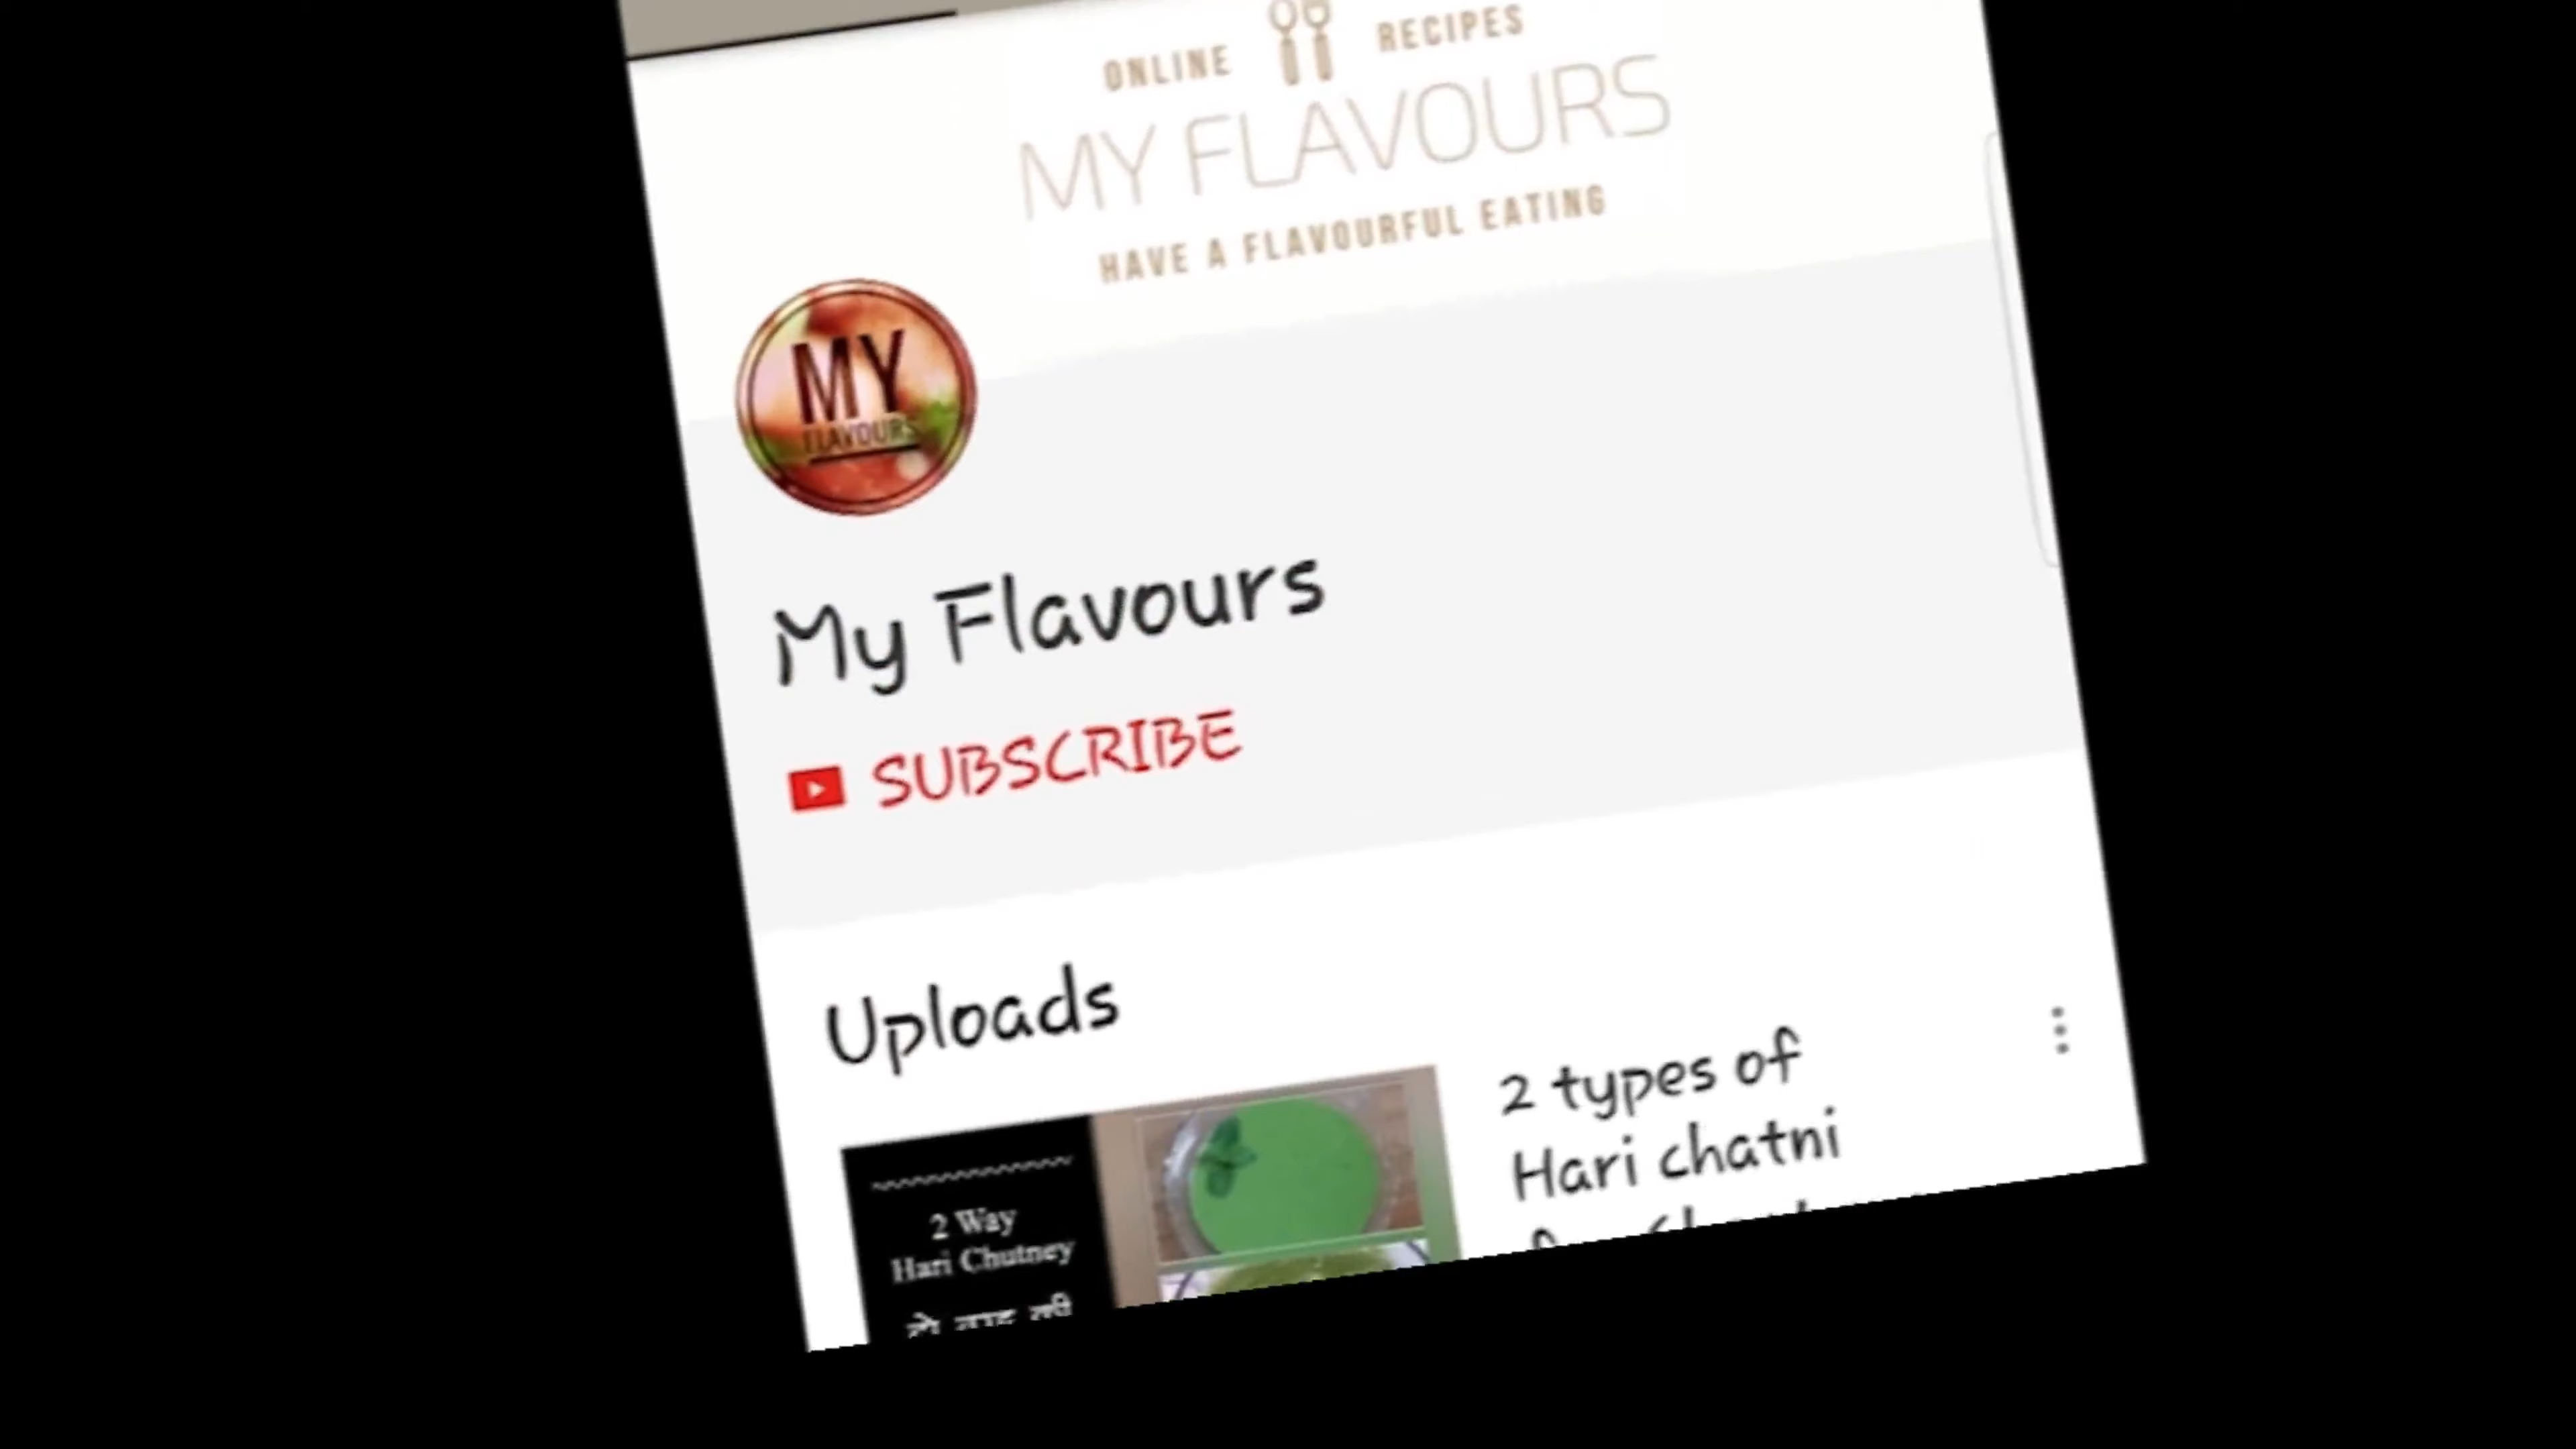 ONLINE RECIPES
MY FLAVOURS
HAVE A FLAVOURFUL EATING
MY
FLAVOURS
My Flavours
SUBSCRIBE
Uploads
2 types of
Hari chatni
2 Way
Hari Chutney